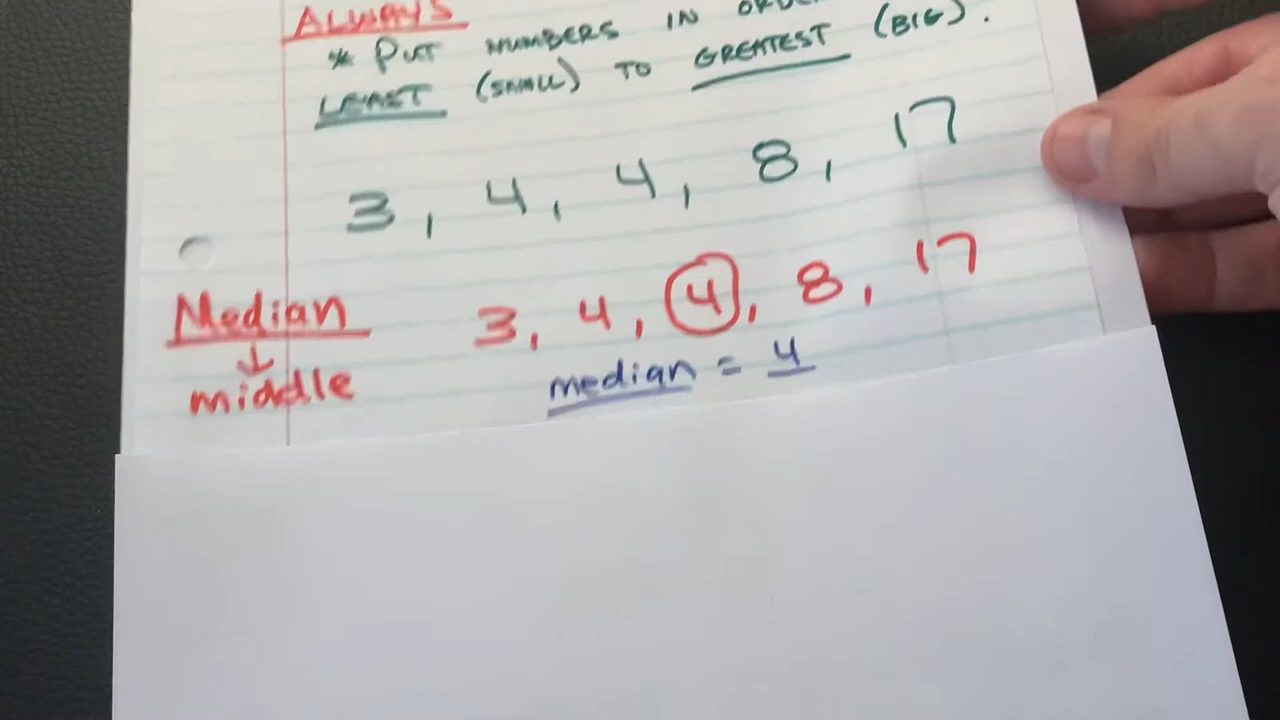 ALWAYS
* PUT NUMBERS IN
LEAST (SMALL) TO GREATEST (BIG).
3, 4, 4, 8, 17
Median 3, 4, 4, 8, 17
↓
middle median = 4